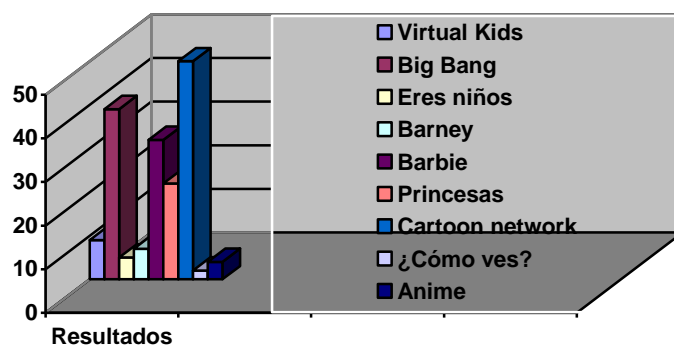 50
40
30
20
10
0
Resultados
Virtual Kids
Big Bang
Eres niños
Barney
Barbie
Princesas
Cartoon network
¿Cómo ves?
Anime